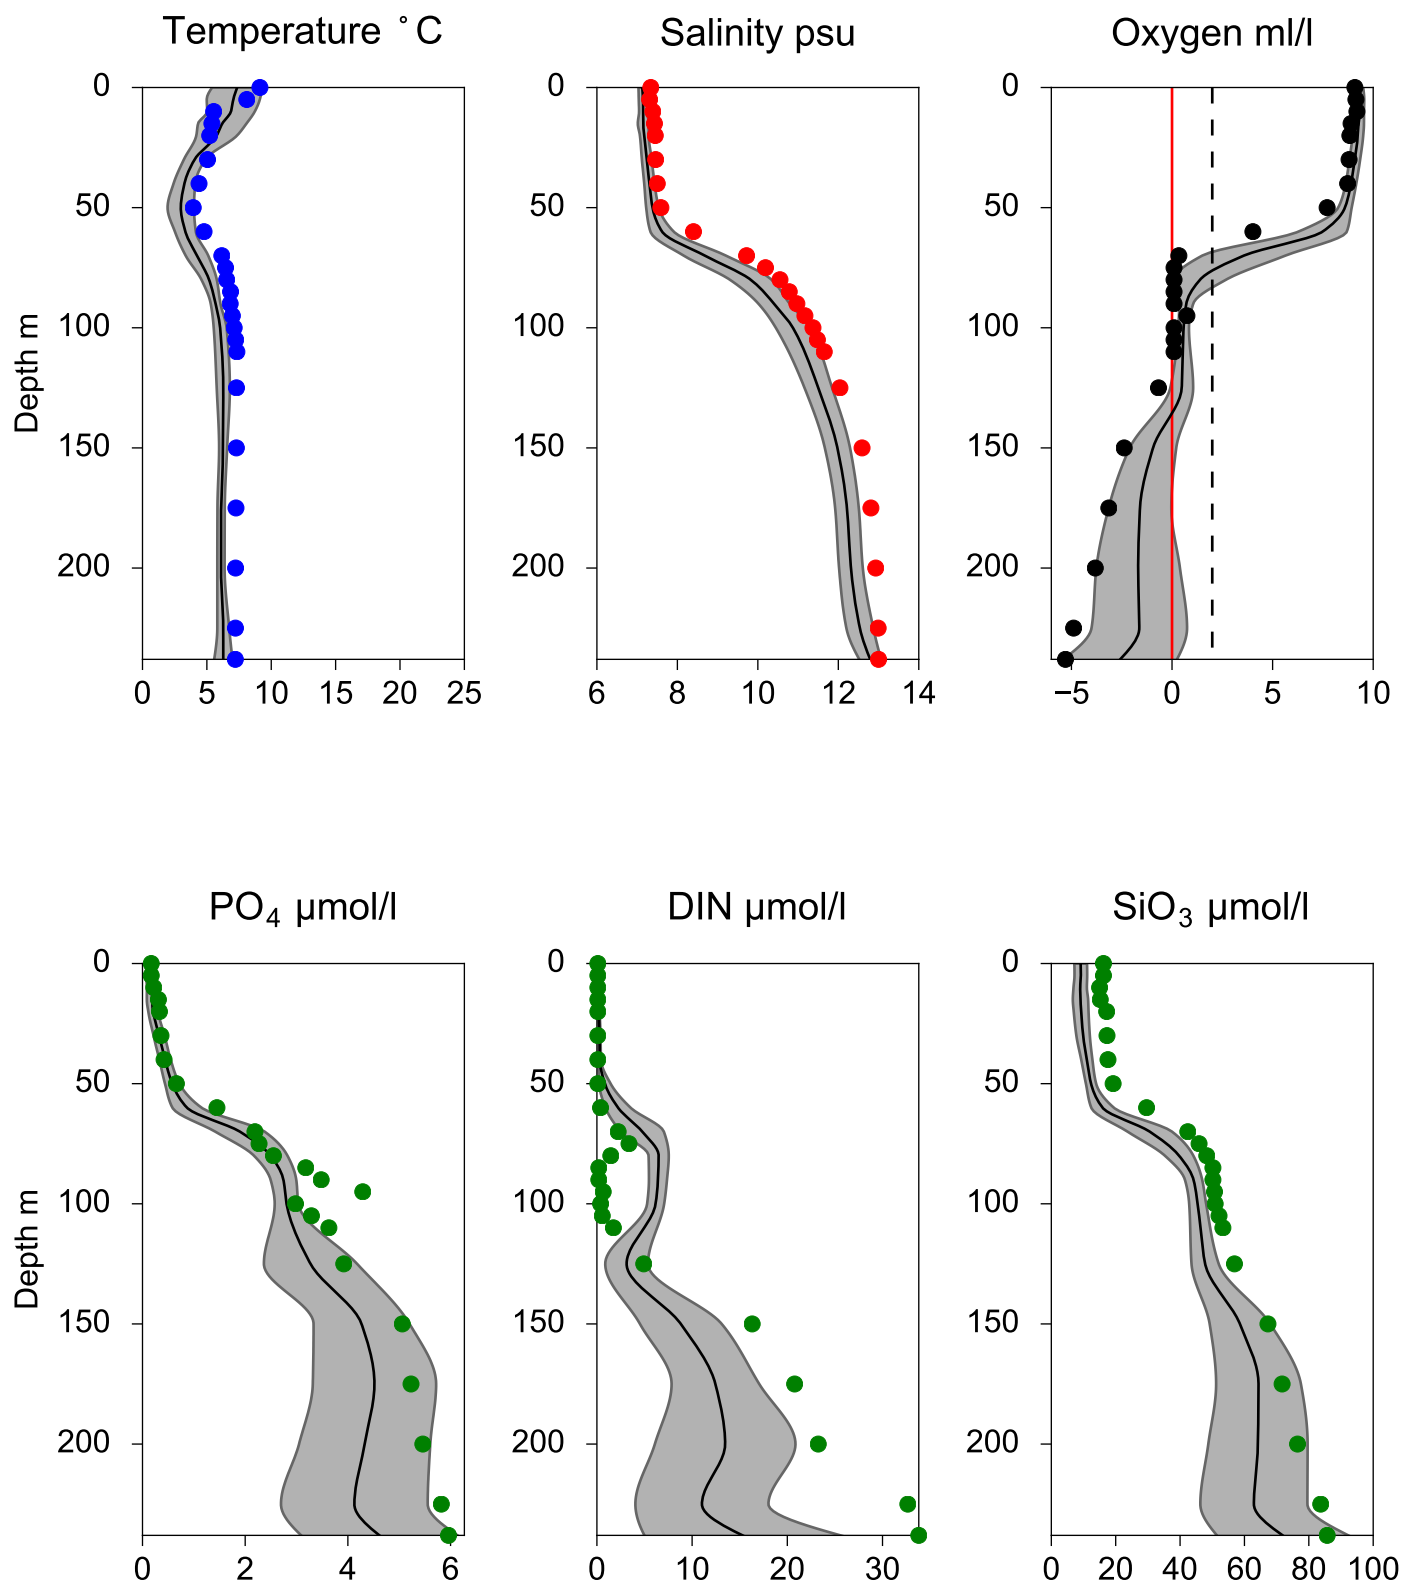 Temperature °C
Salinity psu
Oxygen ml/l
0
50
100
150
200
Depth m
0 5 10 15 20 25
0
50
100
150
200
6 8 10 12 14
0
50
100
150
200
−5 0 5 10
PO₄ µmol/l
DIN µmol/l
SiO₃ µmol/l
0
50
100
150
200
Depth m
0 2 4 6
0
50
100
150
200
0 10 20 30
0
50
100
150
200
0 20 40 60 80 100